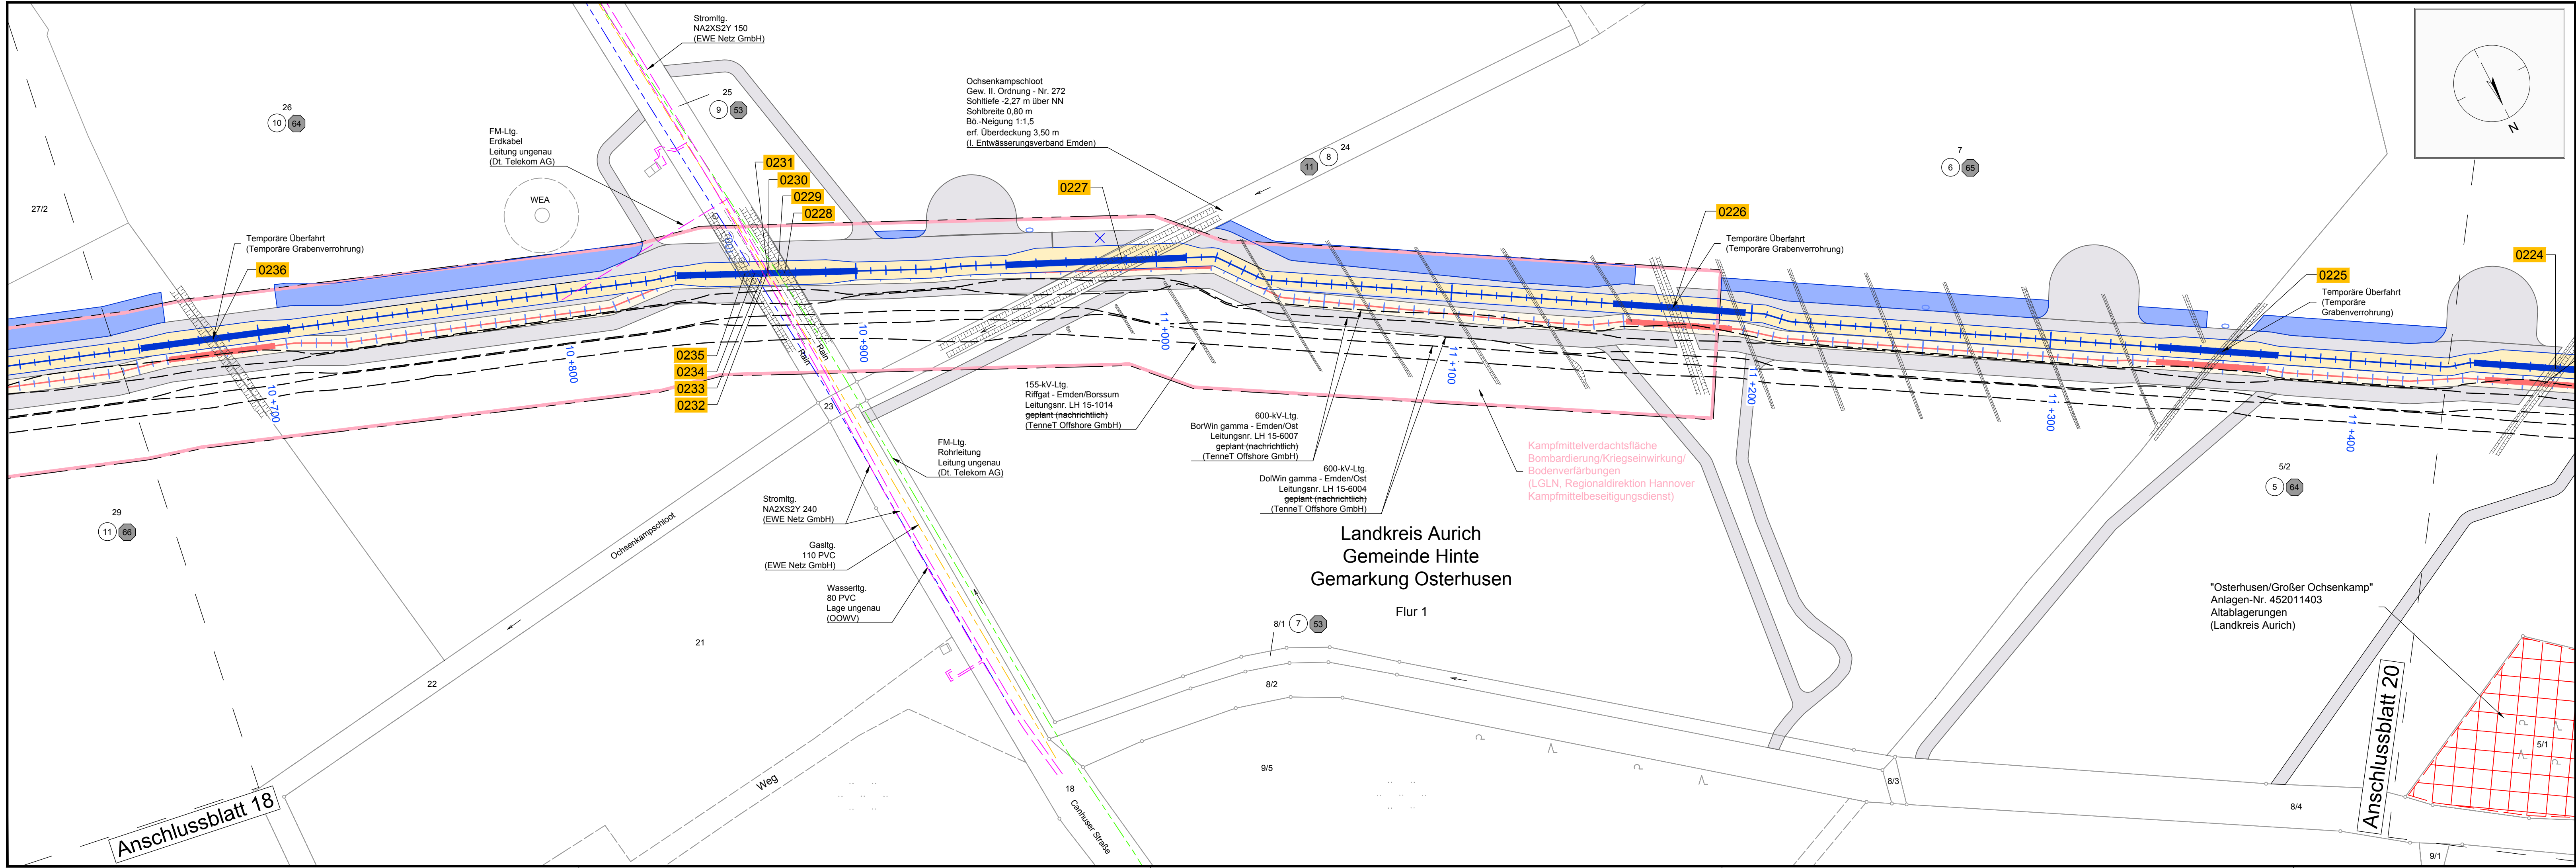 Stromltg.
NA2XS2Y 150
(EWE Netz GmbH)
25
9
53
26
10
64
FM-Ltg.
Erdkabel
Leitung ungenau
(Dt. Telekom AG)
Ochsenkampschloot
Gew. II. Ordnung - Nr. 272
Sohltiefe -2,27 m über NN
Sohlbreite 0,80 m
Bö.-Neigung 1:1,5
erf. Überdeckung 3,50 m
(I. Entwässerungsverband Emden)
24
8
11
7
6
65
N
27/2
WEA
0231
0230
0229
0228
0227
0226
0225
0224
Temporäre Überfahrt
(Temporäre Grabenverrohrung)
0236
Temporäre Überfahrt
(Temporäre Grabenverrohrung)
Temporäre Überfahrt
(Temporäre
Grabenverrohrung)
0235
0234
0233
0232
Rain
Rain
10 +700
10 +800
10 +900
11 +000
11 +100
11 +200
11 +300
11 +400
23
155-kV-Ltg.
Riffgat - Emden/Borssum
Leitungsnr. LH 15-1014
geplant (nachrichtlich)
(TenneT Offshore GmbH)
600-kV-Ltg.
BorWin gamma - Emden/Ost
Leitungsnr. LH 15-6007
geplant (nachrichtlich)
(TenneT Offshore GmbH)
600-kV-Ltg.
DolWin gamma - Emden/Ost
Leitungsnr. LH 15-6004
geplant (nachrichtlich)
(TenneT Offshore GmbH)
Kampfmittelverdachtsfläche
Bombardierung/Kriegseinwirkung/
Bodenverfärbungen
(LGLN, Regionaldirektion Hannover
Kampfmittelbeseitigungsdienst)
5/2
5
64
29
11
66
FM-Ltg.
Rohrleitung
Leitung ungenau
(Dt. Telekom AG)
Stromltg.
NA2XS2Y 240
(EWE Netz GmbH)
Gasltg.
110 PVC
(EWE Netz GmbH)
Wasserltg.
80 PVC
Lage ungenau
(OOWV)
Ochsenkampschloot
Landkreis Aurich
Gemeinde Hinte
Gemarkung Osterhusen
Flur 1
8/1
7
53
"Osterhusen/Großer Ochsenkamp"
Anlagen-Nr. 452011403
Altablagerungen
(Landkreis Aurich)
21
22
8/2
9/5
8/3
8/4
5/1
9/1
18
Weg
Canhuser Straße
Anschlussblatt 18
Anschlussblatt 20